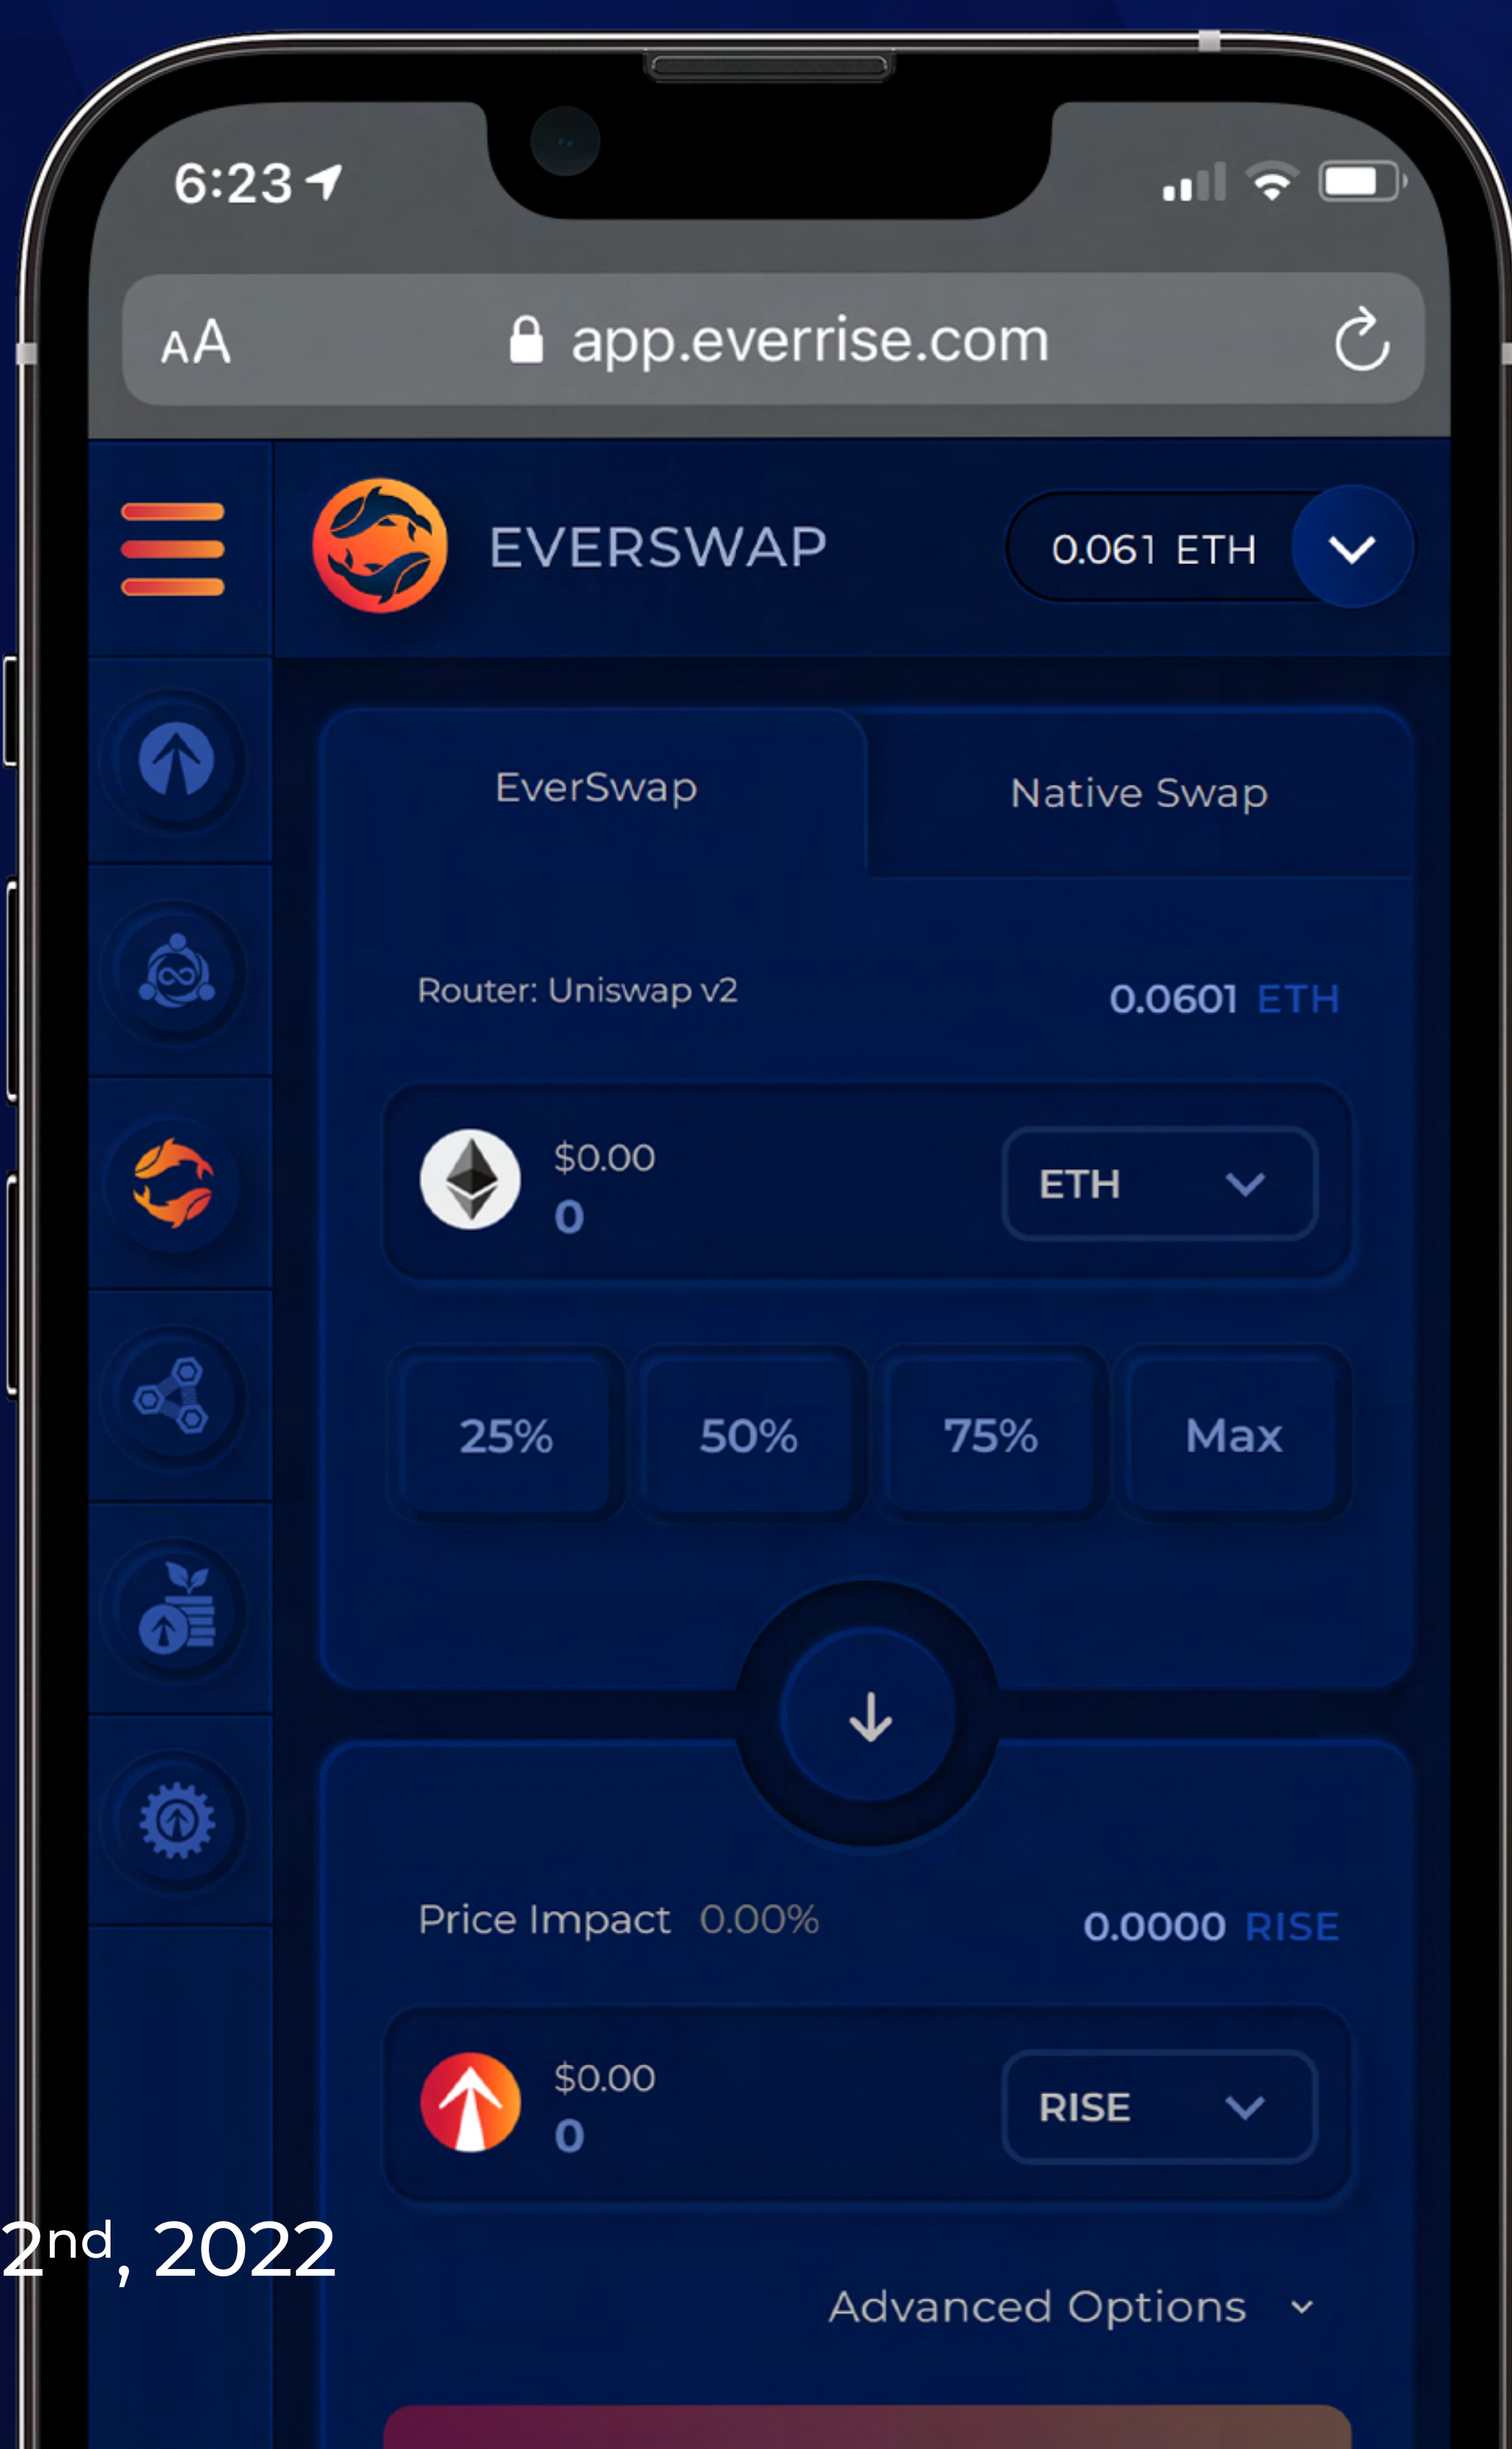 6:23
AA app.everrise.com
EVERSWAP 0.061 ETH
EverSwap Native Swap
Router: Uniswap v2 0.0601 ETH
$0.00
0 ETH
25% 50% 75% Max
Price Impact 0.00% 0.0000 RISE
$0.00
0 RISE
2nd, 2022
Advanced Options